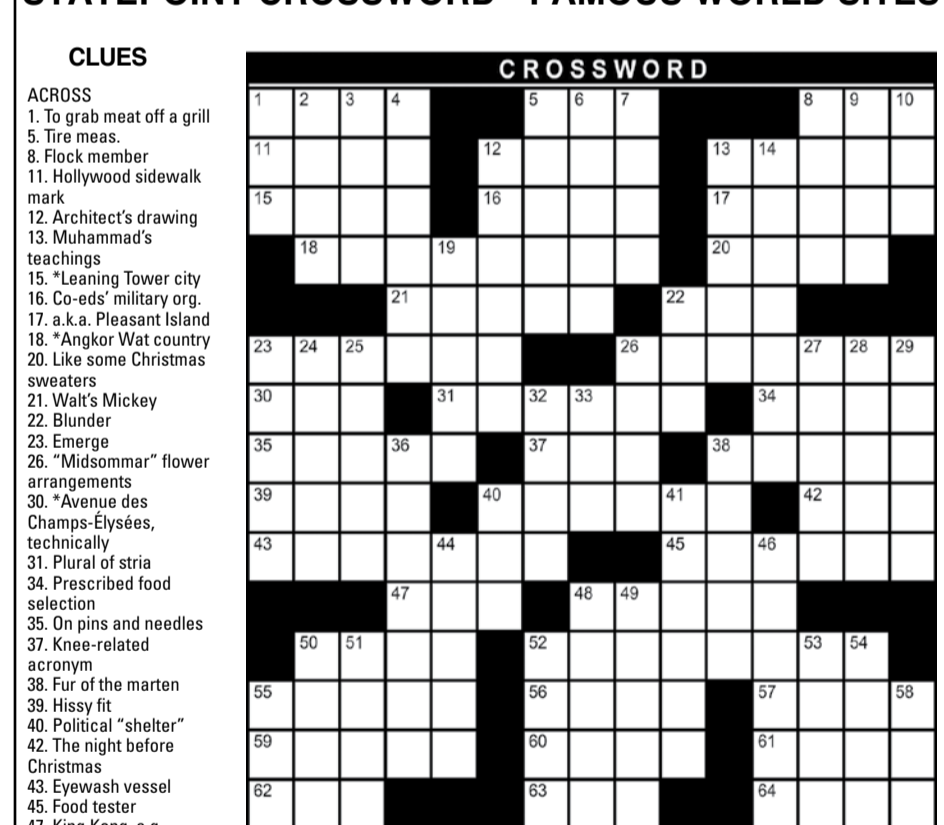 STATEPOINT CROSSWORD
FAMOUS WORLD SITES
CLUES
ACROSS
1. To grab meat off a grill
5. Tire meas.
8. Flock member
11. Hollywood sidewalk
mark
12. Architect's drawing
13. Muhammad's
teachings
15. *Leaning Tower city
16. Co-eds' military org.
17. a.k.a. Pleasant Island
18. *Angkor Wat country
20. Like some Christmas
sweaters
21. Walt's Mickey
22. Blunder
23. Emerge
26. "Midsommar" flower
arrangements
30. *Avenue des
Champs-Élysées,
technically
31. Plural of stria
34. Prescribed food
selection
35. On pins and needles
37. Knee-related
acronym
38. Fur of the marten
39. Hissy fit
40. Political "shelter"
42. The night before
Christmas
43. Eyewash vessel
45. Food tester
47. King Kong, e.g.
CROSSWORD
1 2 3 4 5 6 7 8 9 10
11 12 13 14
15 16 17
18 19 20
21 22
23 24 25 26 27 28 29
30 31 32 33 34
35 36 37 38
39 40 41 42
43 44 45 46
47 48 49
50 51 52 53 54
55 56 57 58
59 60 61
62 63 64